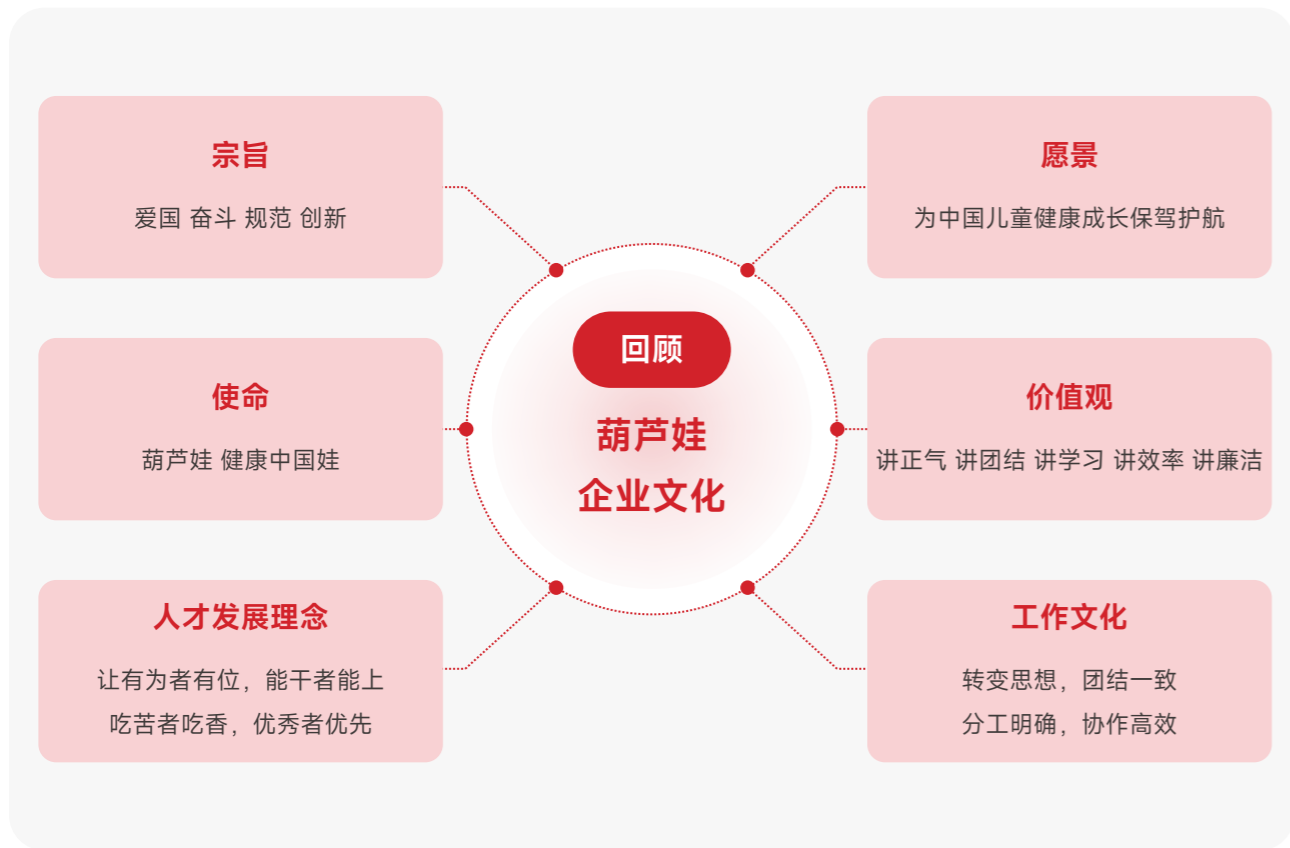 宗旨
爱国 奋斗 规范 创新
使命
葫芦娃 健康中国娃
人才发展理念
让有为者有位，能干者能上
吃苦者吃香，优秀者优先
回顾
葫芦娃
企业文化
愿景
为中国儿童健康成长保驾护航
价值观
讲正气 讲团结 讲学习 讲效率 讲廉洁
工作文化
转变思想，团结一致
分工明确，协作高效